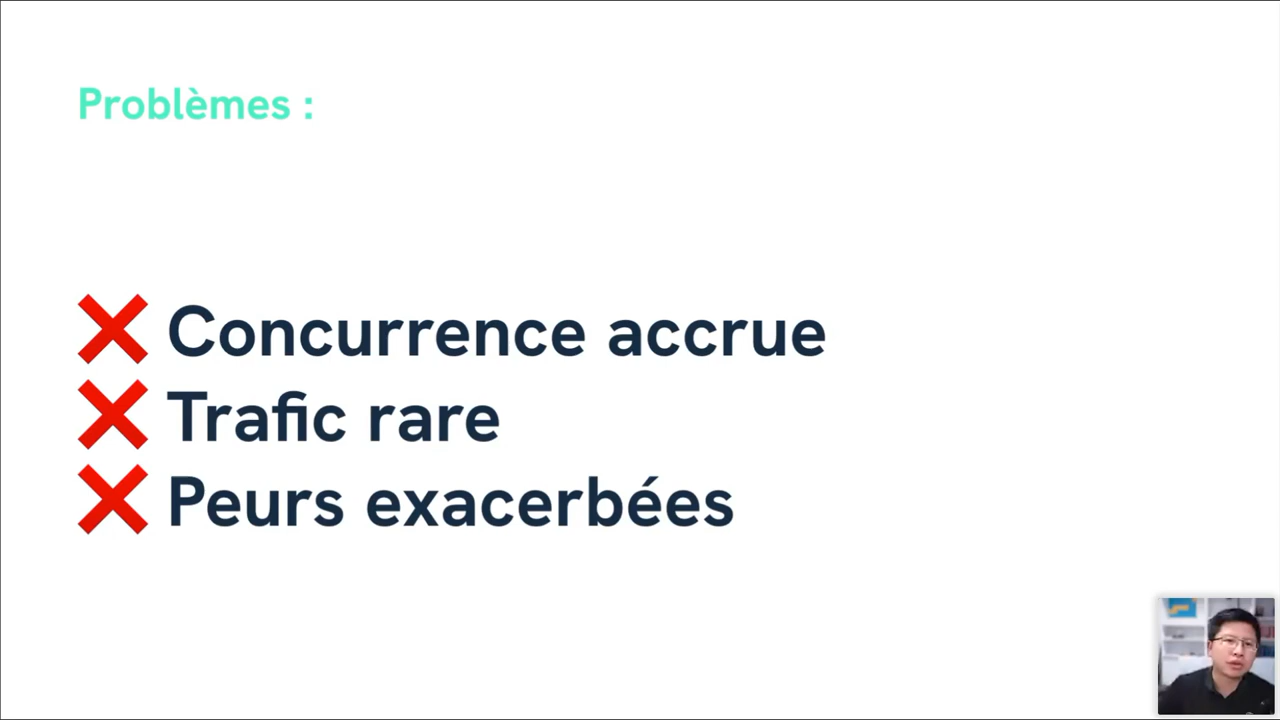 Problèmes :
❌ Concurrence accrue
❌ Trafic rare
❌ Peurs exacerbées